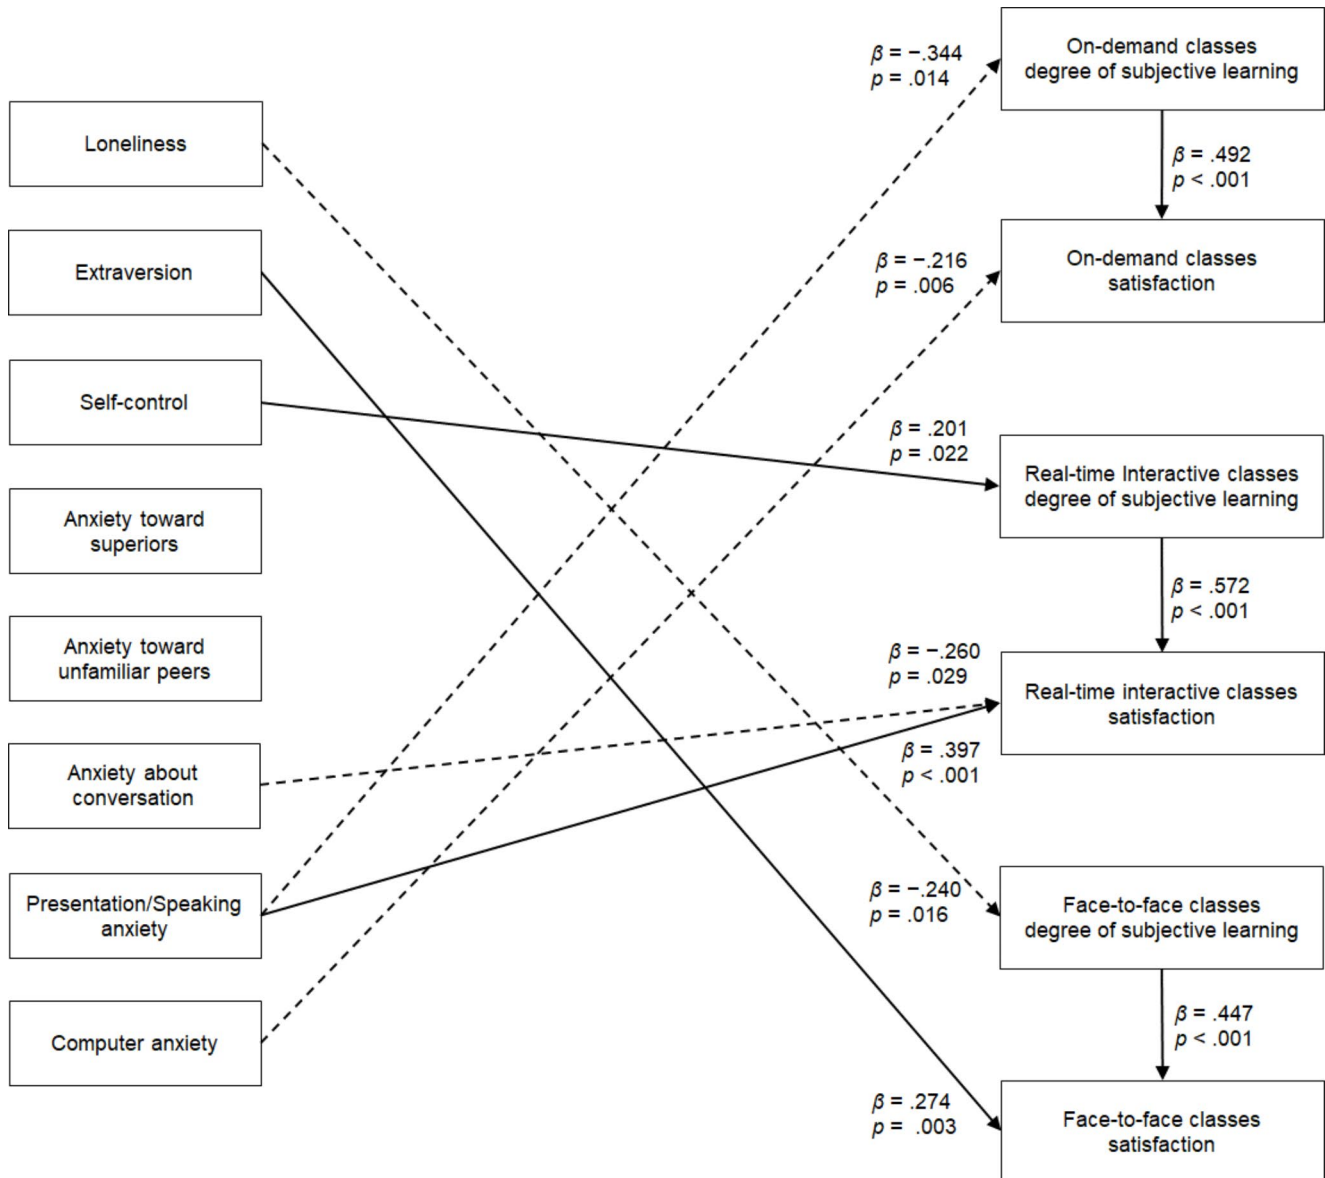 Loneliness
Extraversion
Self-control
Anxiety toward
superiors
Anxiety toward
unfamiliar peers
Anxiety about
conversation
Presentation/Speaking
anxiety
Computer anxiety
β = −.344
p = .014
On-demand classes
degree of subjective learning
β = .492
p < .001
β = −.216
p = .006
On-demand classes
satisfaction
β = .201
p = .022
Real-time Interactive classes
degree of subjective learning
β = .572
p < .001
β = −.260
p = .029
Real-time interactive classes
satisfaction
β = .397
p < .001
β = −.240
p = .016
Face-to-face classes
degree of subjective learning
β = .447
p < .001
β = .274
p = .003
Face-to-face classes
satisfaction